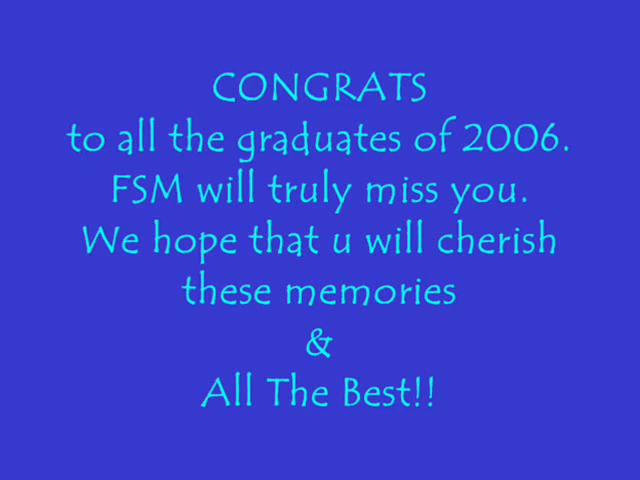 CONGRATS
to all the graduates of 2006.
FSM will truly miss you.
We hope that u will cherish
these memories
&
All The Best!!